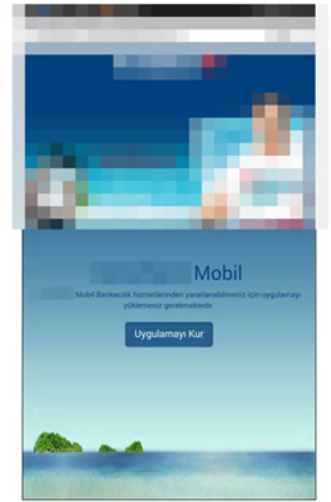 Mobil
Mobil Bankacılık hizmetlerinden yararlanabilmeniz için uygulamayı
yüklemeniz gerekmektedir.
Uygulamayı Kur